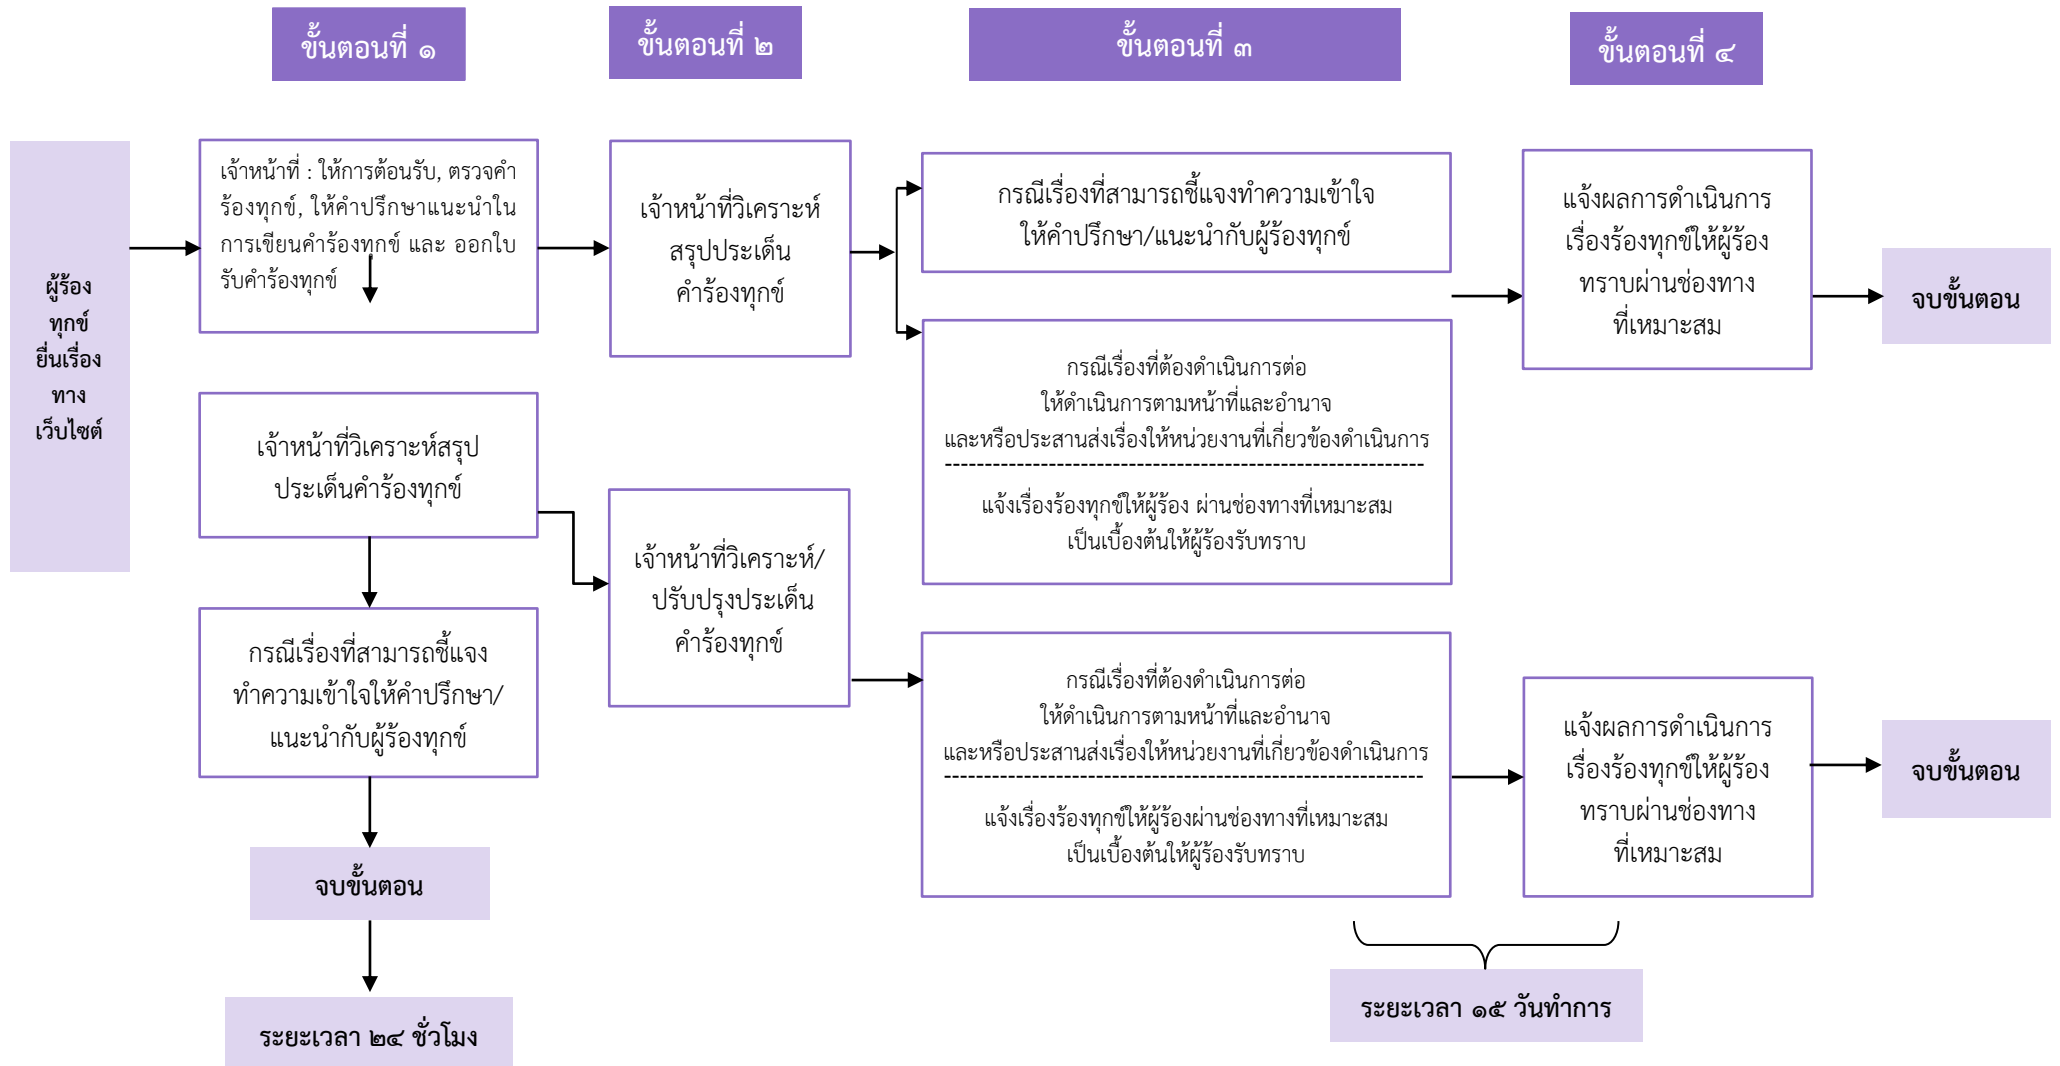 ขั้นตอนที่ ๑
ขั้นตอนที่ ๒
ขั้นตอนที่ ๓
ขั้นตอนที่ ๔
ผู้ร้อง
ทุกข์
ยื่นเรื่อง
ทาง
เว็บไซต์
เจ้าหน้าที่ : ให้การต้อนรับ, ตรวจคำ
ร้องทุกข์, ให้คำปรึกษาแนะนำใน
การเขียนคำร้องทุกข์ และ ออกใบ
รับคำร้องทุกข์
เจ้าหน้าที่วิเคราะห์
สรุปประเด็น
คำร้องทุกข์
กรณีเรื่องที่สามารถชี้แจงทำความเข้าใจ
ให้คำปรึกษา/แนะนำกับผู้ร้องทุกข์
กรณีเรื่องที่ต้องดำเนินการต่อ
ให้ดำเนินการตามหน้าที่และอำนาจ
และหรือประสานส่งเรื่องให้หน่วยงานที่เกี่ยวข้องดำเนินการ
แจ้งเรื่องร้องทุกข์ให้ผู้ร้อง ผ่านช่องทางที่เหมาะสม
เป็นเบื้องต้นให้ผู้ร้องรับทราบ
แจ้งผลการดำเนินการ
เรื่องร้องทุกข์ให้ผู้ร้อง
ทราบผ่านช่องทาง
ที่เหมาะสม
จบขั้นตอน
เจ้าหน้าที่วิเคราะห์สรุป
ประเด็นคำร้องทุกข์
เจ้าหน้าที่วิเคราะห์/
ปรับปรุงประเด็น
คำร้องทุกข์
กรณีเรื่องที่สามารถชี้แจง
ทำความเข้าใจให้คำปรึกษา/
แนะนำกับผู้ร้องทุกข์
กรณีเรื่องที่ต้องดำเนินการต่อ
ให้ดำเนินการตามหน้าที่และอำนาจ
และหรือประสานส่งเรื่องให้หน่วยงานที่เกี่ยวข้องดำเนินการ
แจ้งเรื่องร้องทุกข์ให้ผู้ร้องผ่านช่องทางที่เหมาะสม
เป็นเบื้องต้นให้ผู้ร้องรับทราบ
แจ้งผลการดำเนินการ
เรื่องร้องทุกข์ให้ผู้ร้อง
ทราบผ่านช่องทาง
ที่เหมาะสม
จบขั้นตอน
จบขั้นตอน
ระยะเวลา ๒๔ ชั่วโมง
ระยะเวลา ๑๕ วันทำการ